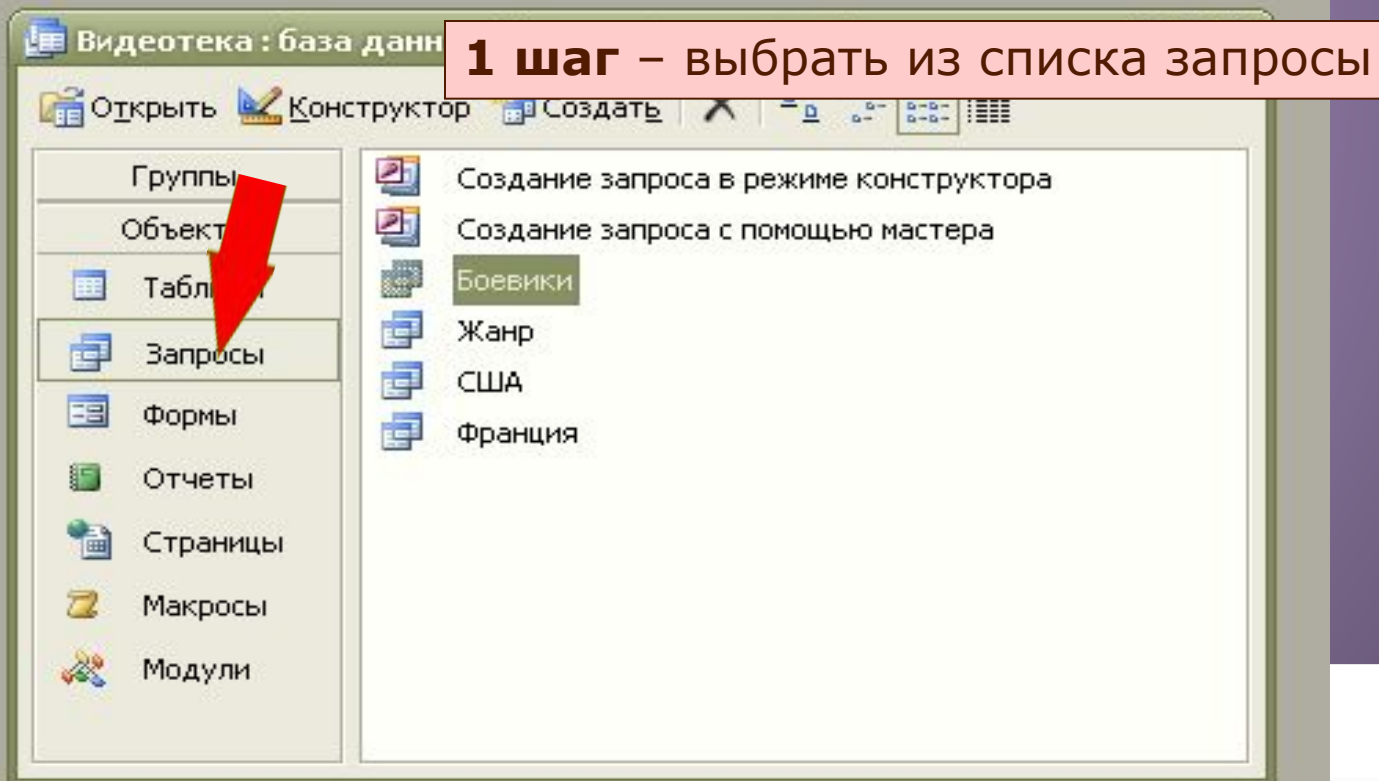 Видеотека : база данн
1 шаг – выбрать из списка запросы
Открыть Конструктор Создать
Группы
Объект
Запросы
Формы
Отчеты
Страницы
Макросы
Модули
Создание запроса в режиме конструктора
Создание запроса с помощью мастера
Боевики
Жанр
США
Франция